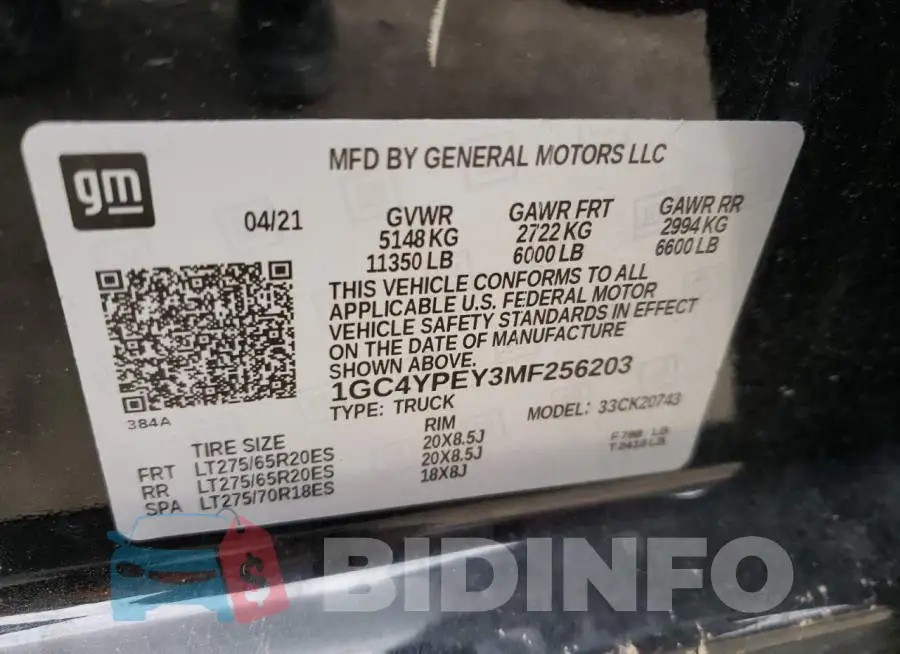 gm
MFD BY GENERAL MOTORS LLC
04/21
GVWR
5148 KG
11350 LB
GAWR FRT
2722 KG
6000 LB
GAWR RR
2994 KG
6600 LB
THIS VEHICLE CONFORMS TO ALL
APPLICABLE U.S. FEDERAL MOTOR
VEHICLE SAFETY STANDARDS IN EFFECT
ON THE DATE OF MANUFACTURE
SHOWN ABOVE.
1GC4YPEY3MF256203
TYPE: TRUCK
MODEL: 33CK20743
384A
TIRE SIZE
RIM
FRT LT275/65R20ES 20X8.5J
RR LT275/65R20ES 20X8.5J
SPA LT275/70R18ES 18X8J
BIDINFO